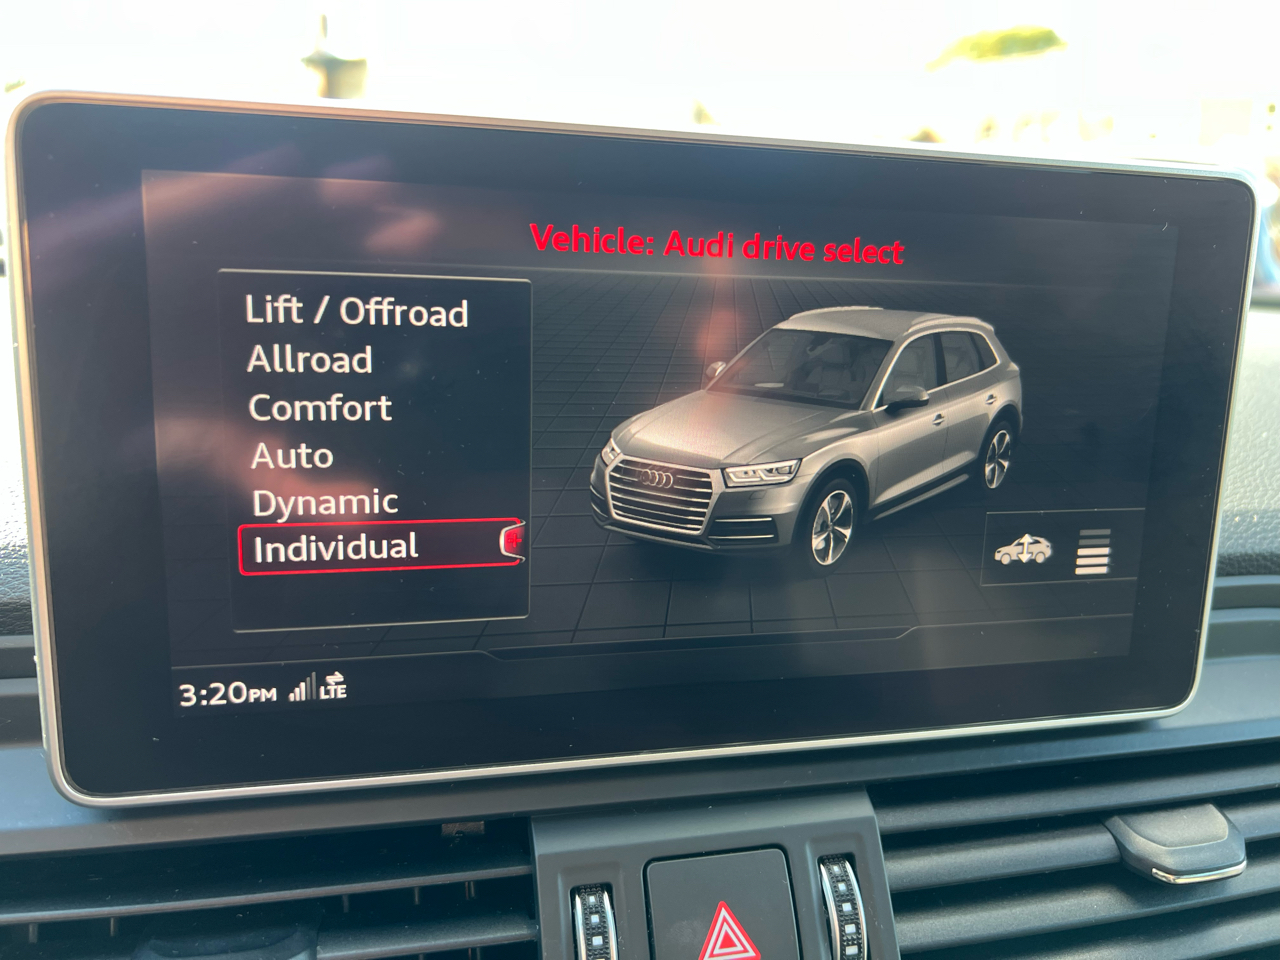 Vehicle: Audi drive select
Lift / Offroad
Allroad
Comfort
Auto
Dynamic
Individual
3:20PM
LTE